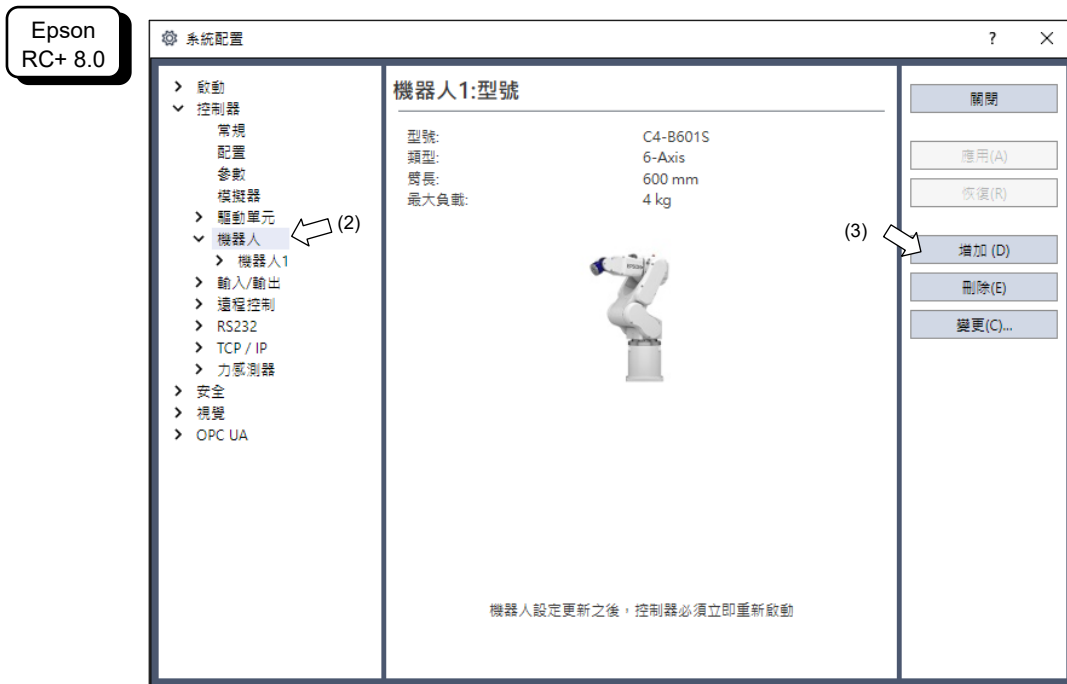 Epson
RC+ 8.0
系統配置
?
啟動
控制器
常規
配置
參數
模擬器
驅動單元
機器人
(2)
機器人1
輸入/輸出
遠程控制
RS232
TCP / IP
力感測器
安全
視覺
OPC UA
機器人1:型號
型號: C4-B601S
類型: 6-Axis
臂長: 600 mm
最大負載: 4 kg
EPSON
機器人設定更新之後，控制器必須立即重新啟動
關閉
應用(A)
恢復(R)
(3)
增加 (D)
刪除(E)
變更(C)...